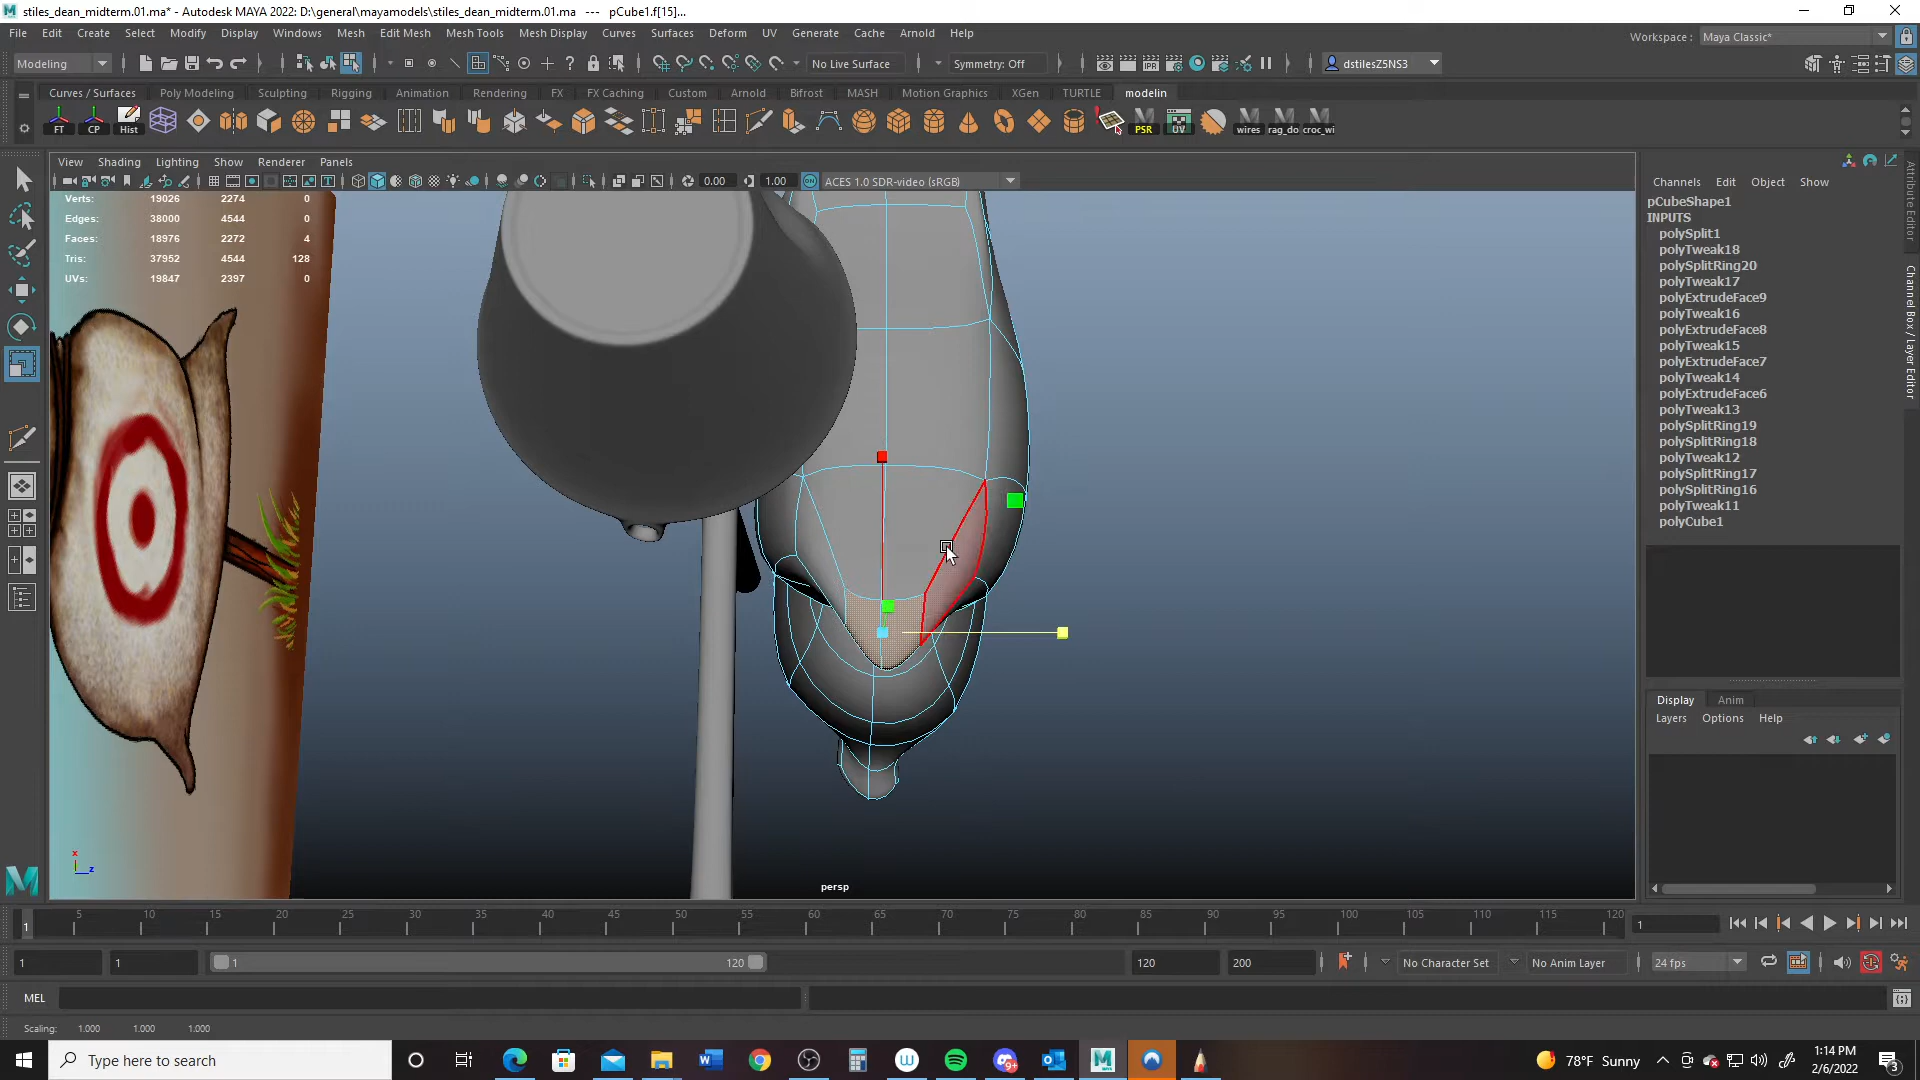 stiles_dean_midterm.01.ma* - Autodesk MAYA 2022: D:\general\mayamodels\stiles_dean_midterm.01.ma   ---   pCube1.f[15]...
File Edit Create Select Modify Display Windows Mesh Edit Mesh Mesh Tools Mesh Display Curves Surfaces Deform UV Generate Cache Arnold Help
Workspace : Maya Classic*
Modeling No Live Surface Symmetry: Off dstilesZ5NS3
Curves / Surfaces Poly Modeling Sculpting Rigging Animation Rendering FX FX Caching Custom Arnold Bifrost MASH Motion Graphics XGen TURTLE modelin
FT CP Hist PSR UV wires rag_do croc_wi
View Shading Lighting Show Renderer Panels
0.00 1.00 ACES 1.0 SDR-video (sRGB)
Verts: 19026 2274 0
Edges: 38000 4544 0
Faces: 18976 2272 4
Tris: 37952 4544 128
UVs: 19847 2397 0
persp
x
z
Channels Edit Object Show
pCubeShape1
INPUTS
polySplit1
polyTweak18
polySplitRing20
polyTweak17
polyExtrudeFace9
polyTweak16
polyExtrudeFace8
polyTweak15
polyExtrudeFace7
polyTweak14
polyExtrudeFace6
polyTweak13
polySplitRing19
polySplitRing18
polyTweak12
polySplitRing17
polySplitRing16
polyTweak11
polyCube1
Attribute Editor
Channel Box / Layer Editor
Display Anim
Layers Options Help
5 10 15 20 25 30 35 40 45 50 55 60 65 70 75 80 85 90 95 100 105 110 115 120
1
1
1 1 1 120 120 200 No Character Set No Anim Layer 24 fps
MEL
Scaling: 1.000 1.000 1.000
Type here to search
9+
78°F Sunny
1:14 PM
2/6/2022
3